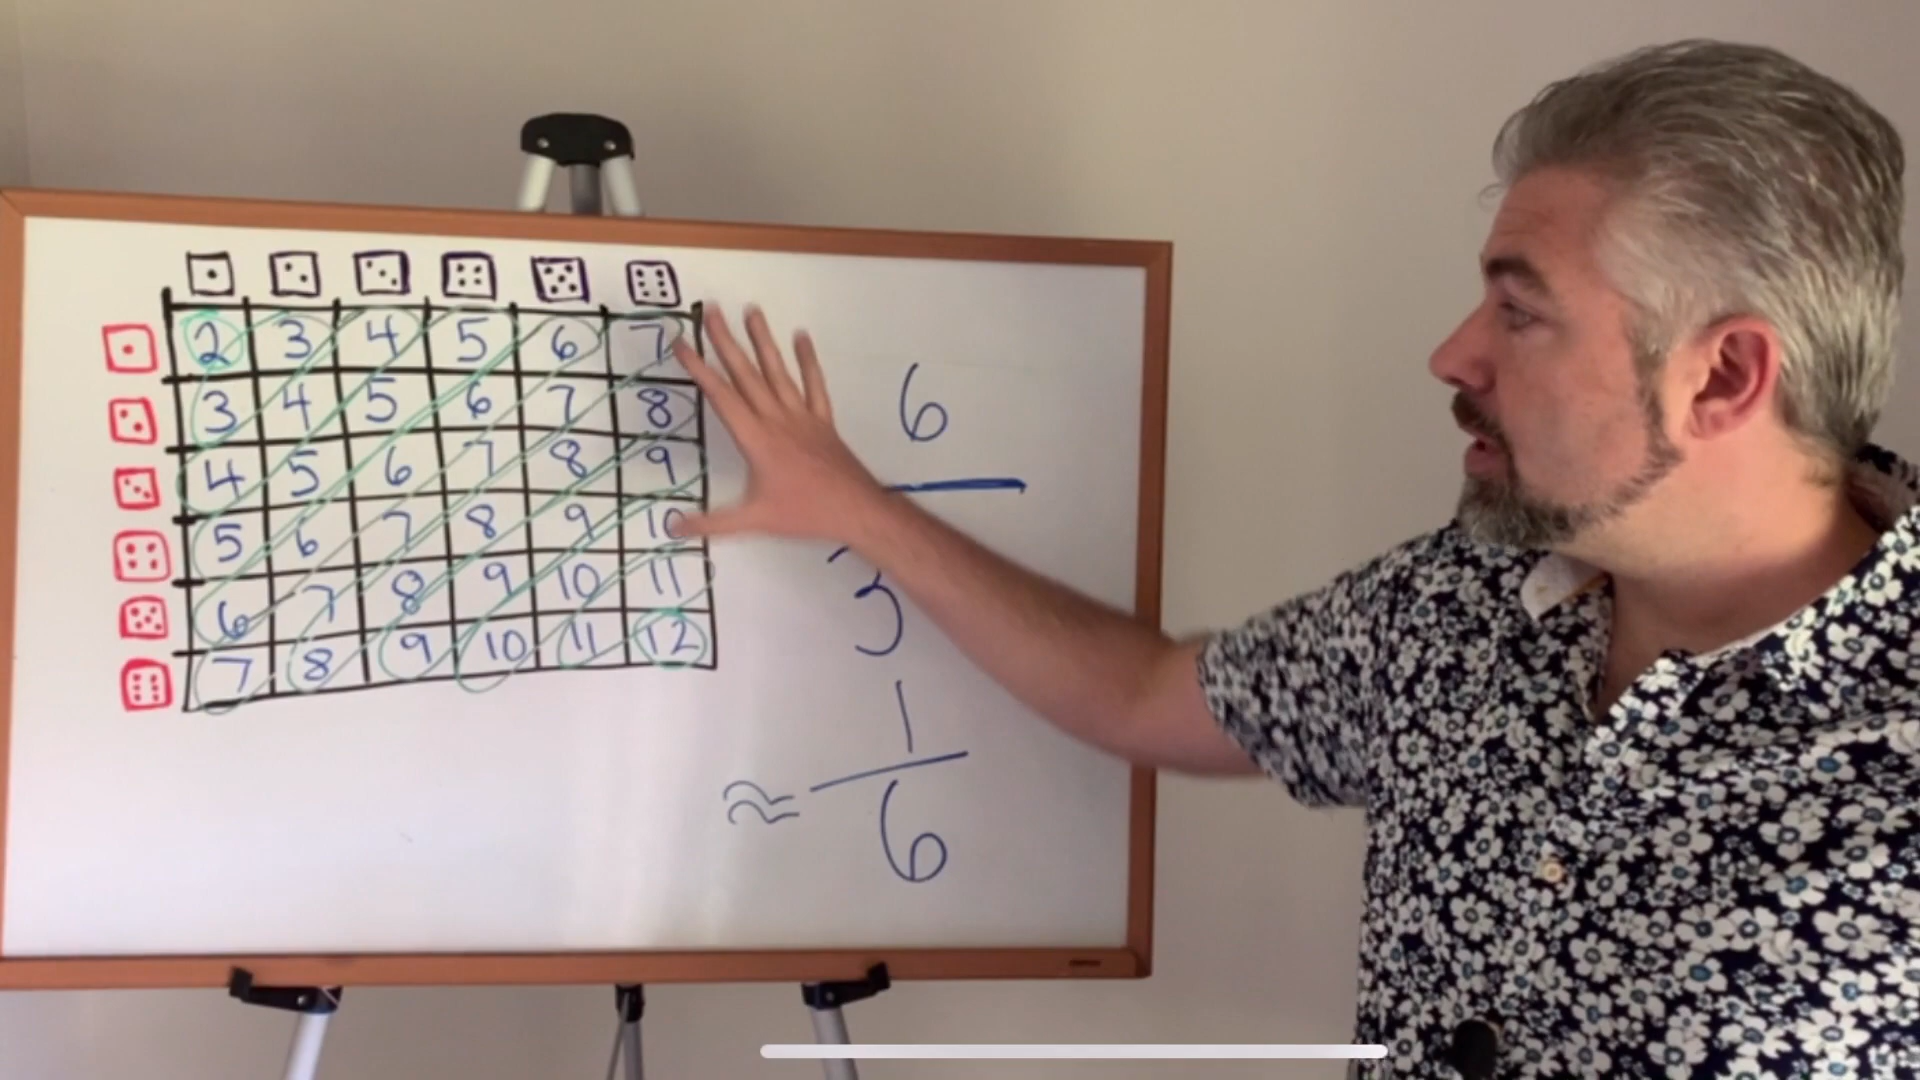 2 3 4 5 6 7
3 4 5 6 7 8
4 5 6 7 8 9
5 6 7 8 9 10
6 7 8 9 10 11
7 8 9 10 11 12
6
3
≈ 1
6